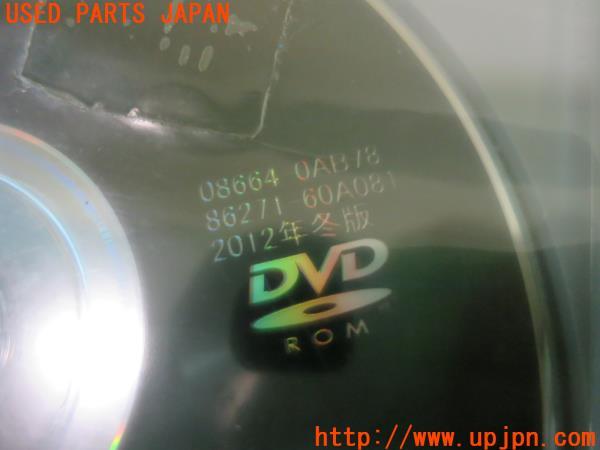 USED PARTS JAPAN
08664 0AB78
86271-60A081
2012年冬版
DVD
ROM
http://www.upjpn.com/